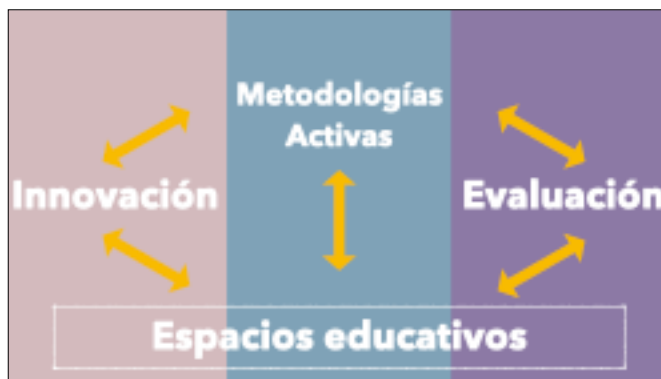 Metodologías
Activas
Innovación
Evaluación
Espacios educativos